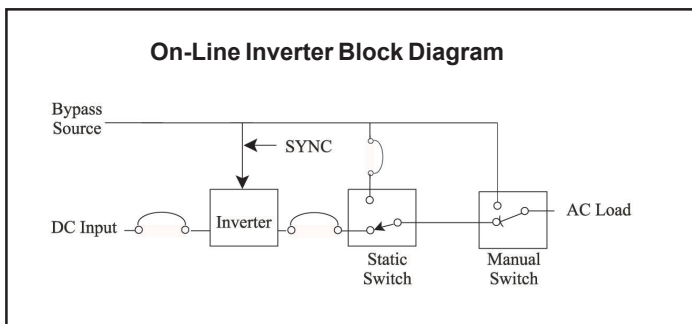 On-Line Inverter Block Diagram
Bypass
Source
SYNC
DC Input
Inverter
AC Load
Static
Switch
Manual
Switch